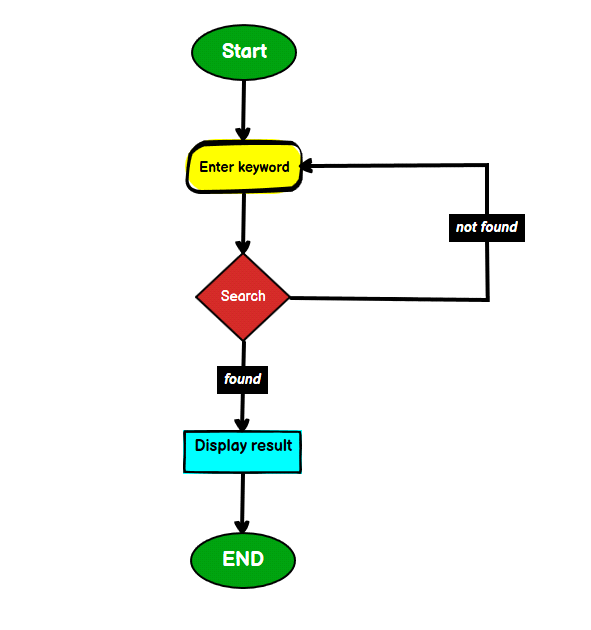 Start
Enter keyword
not found
Search
found
Display result
END